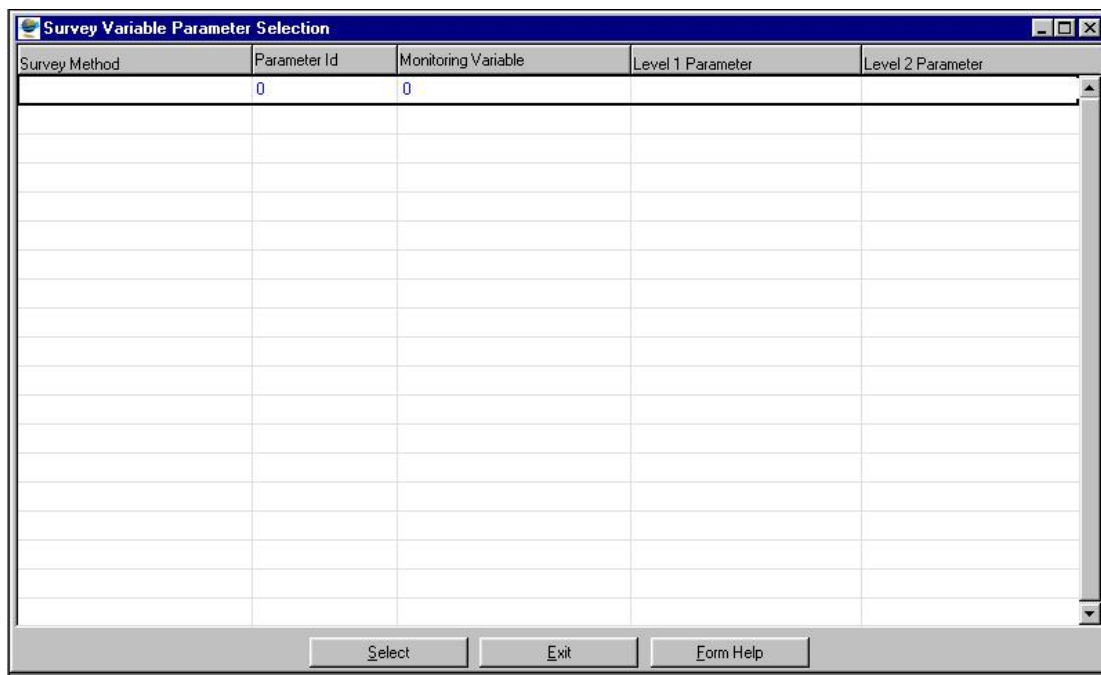 Survey Variable Parameter Selection
Survey Method Parameter Id Monitoring Variable Level 1 Parameter Level 2 Parameter
0 0
Select Exit Form Help